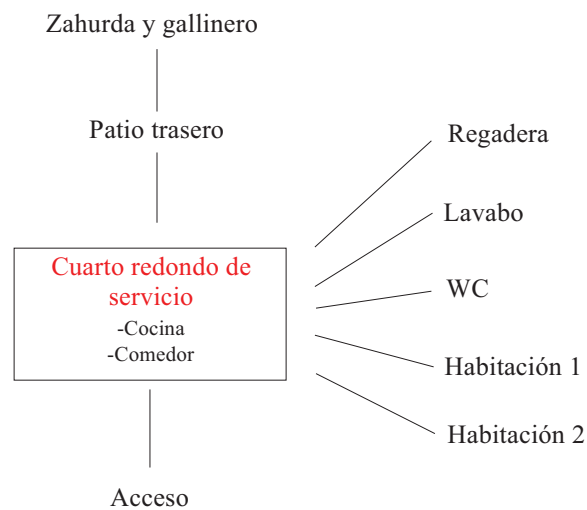 Zahurda y gallinero
Patio trasero
Cuarto redondo de
servicio
-Cocina
-Comedor
Acceso
Regadera
Lavabo
WC
Habitación 1
Habitación 2